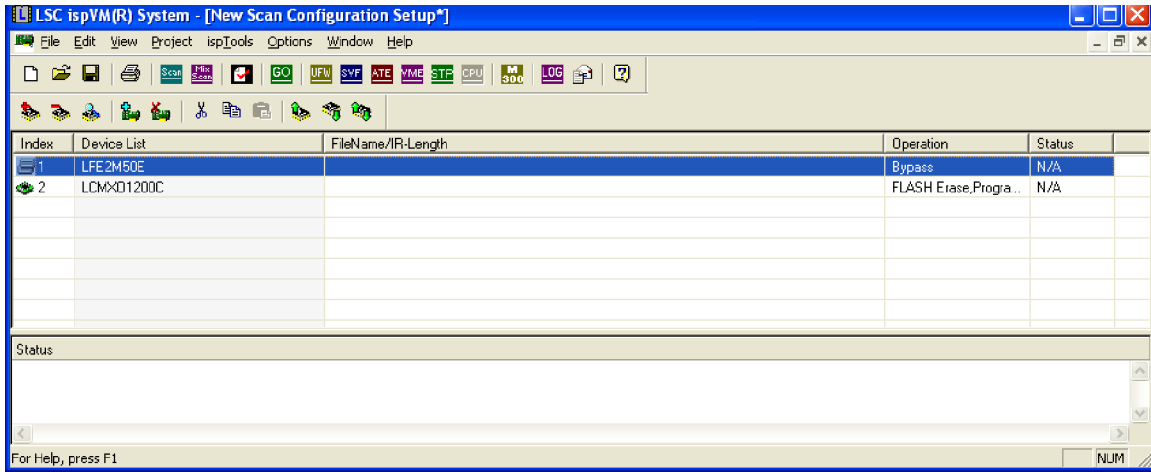 LSC ispVM(R) System - [New Scan Configuration Setup*]
File Edit View Project ispTools Options Window Help
Scan Mix Scan GO UFW SVF ATE VME STP CPU M 300 LOG
Index Device List FileName/IR-Length Operation Status
1 LFE2M50E Bypass N/A
2 LCMXO1200C FLASH Erase,Progra... N/A
Status
For Help, press F1 NUM